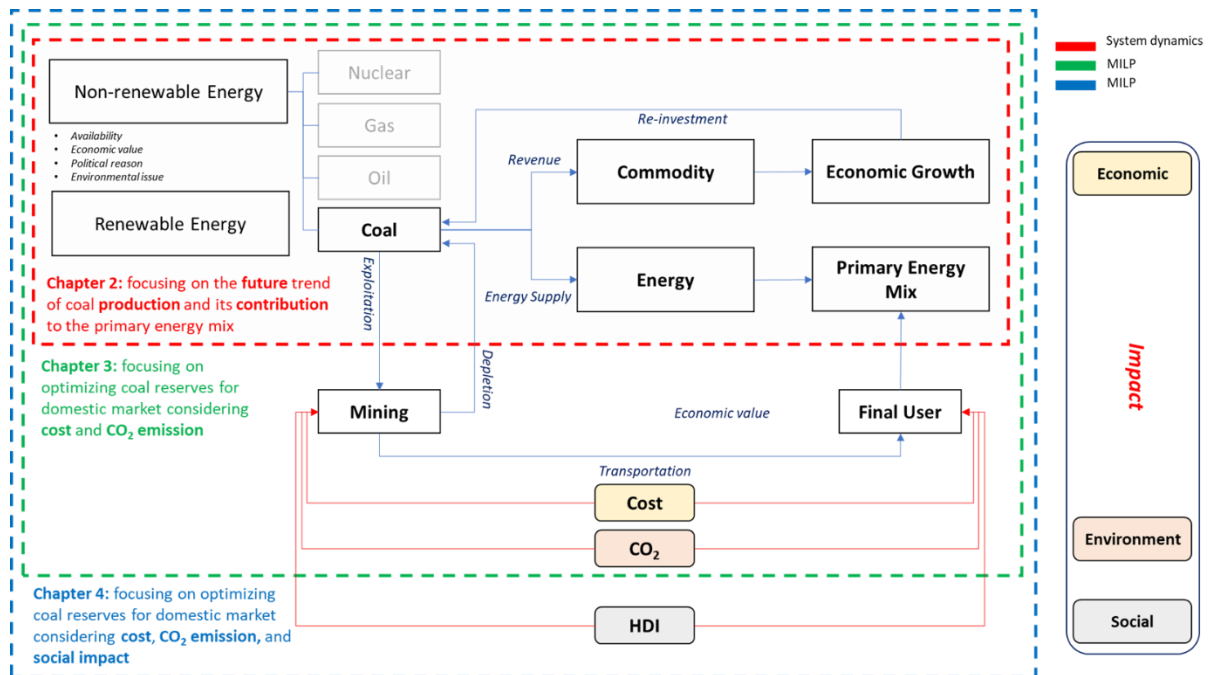 System dynamics
MILP
MILP
Non-renewable Energy
• Availability
• Economic value
• Political reason
• Environmental issue
Renewable Energy
Nuclear
Gas
Oil
Coal
Re-investment
Revenue
Commodity
Economic Growth
Energy Supply
Energy
Primary Energy
Mix
Exploitation
Depletion
Chapter 2: focusing on the future trend
of coal production and its contribution
to the primary energy mix
Chapter 3: focusing on
optimizing coal reserves for
domestic market considering
cost and CO₂ emission
Mining
Economic value
Final User
Transportation
Cost
CO₂
HDI
Chapter 4: focusing on optimizing
coal reserves for domestic market
considering cost, CO₂ emission, and
social impact
Economic
Impact
Environment
Social